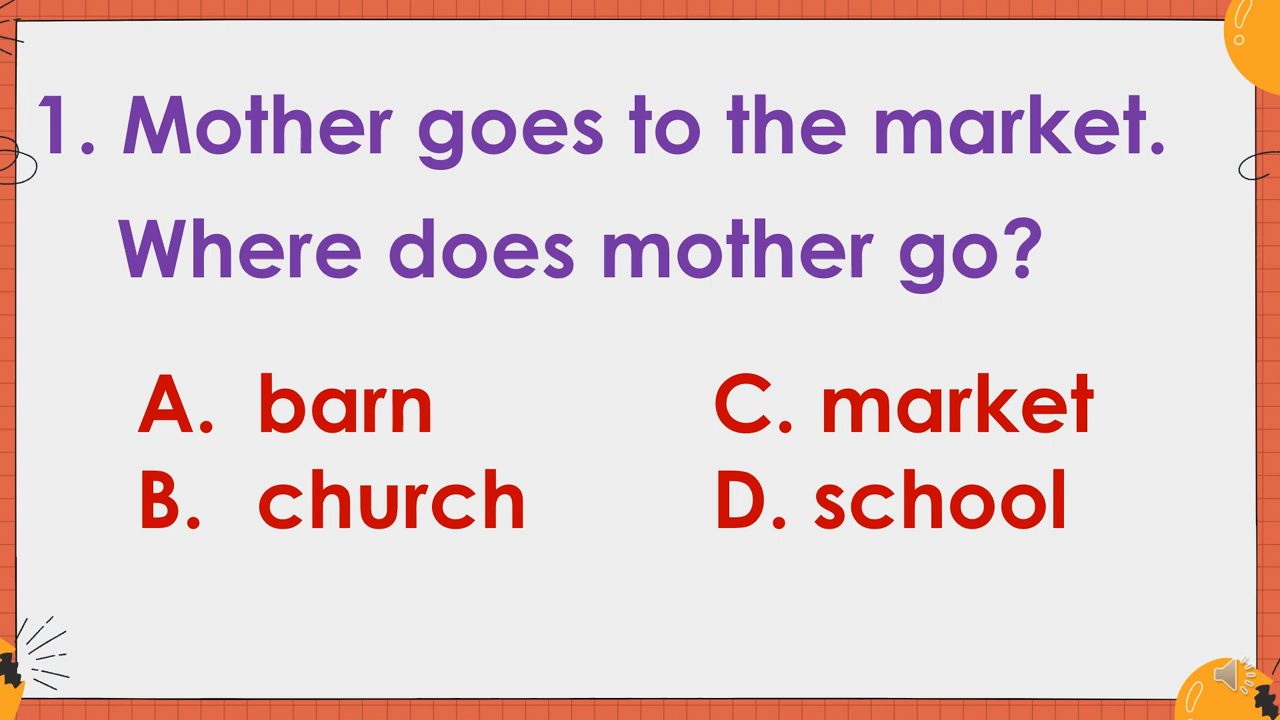 1. Mother goes to the market.
Where does mother go?
A. barn
B. church
C. market
D. school